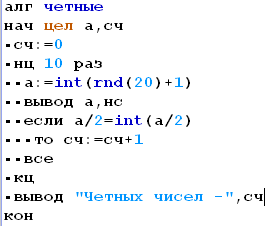 алг четные
нач цел а,сч
·сч:=0
·нц 10 раз
··а:=int(rnd(20)+1)
··вывод а,нс
··если а/2=int(а/2)
···то сч:=сч+1
··все
·кц
·вывод "Четных чисел -",сч
кон